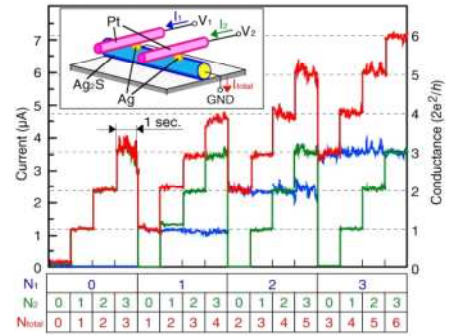 I1
V1
Pt
I2
V2
Ag2S
Ag
Itotal
GND
1 sec.
Current (µA)
7
6
5
4
3
2
1
0
Conductance (2e²/h)
6
5
4
3
2
1
0
N1 0 1 2 3
N2 0 1 2 3 0 1 2 3 0 1 2 3 0 1 2 3
Ntotal 0 1 2 3 1 2 3 4 2 3 4 5 3 4 5 6